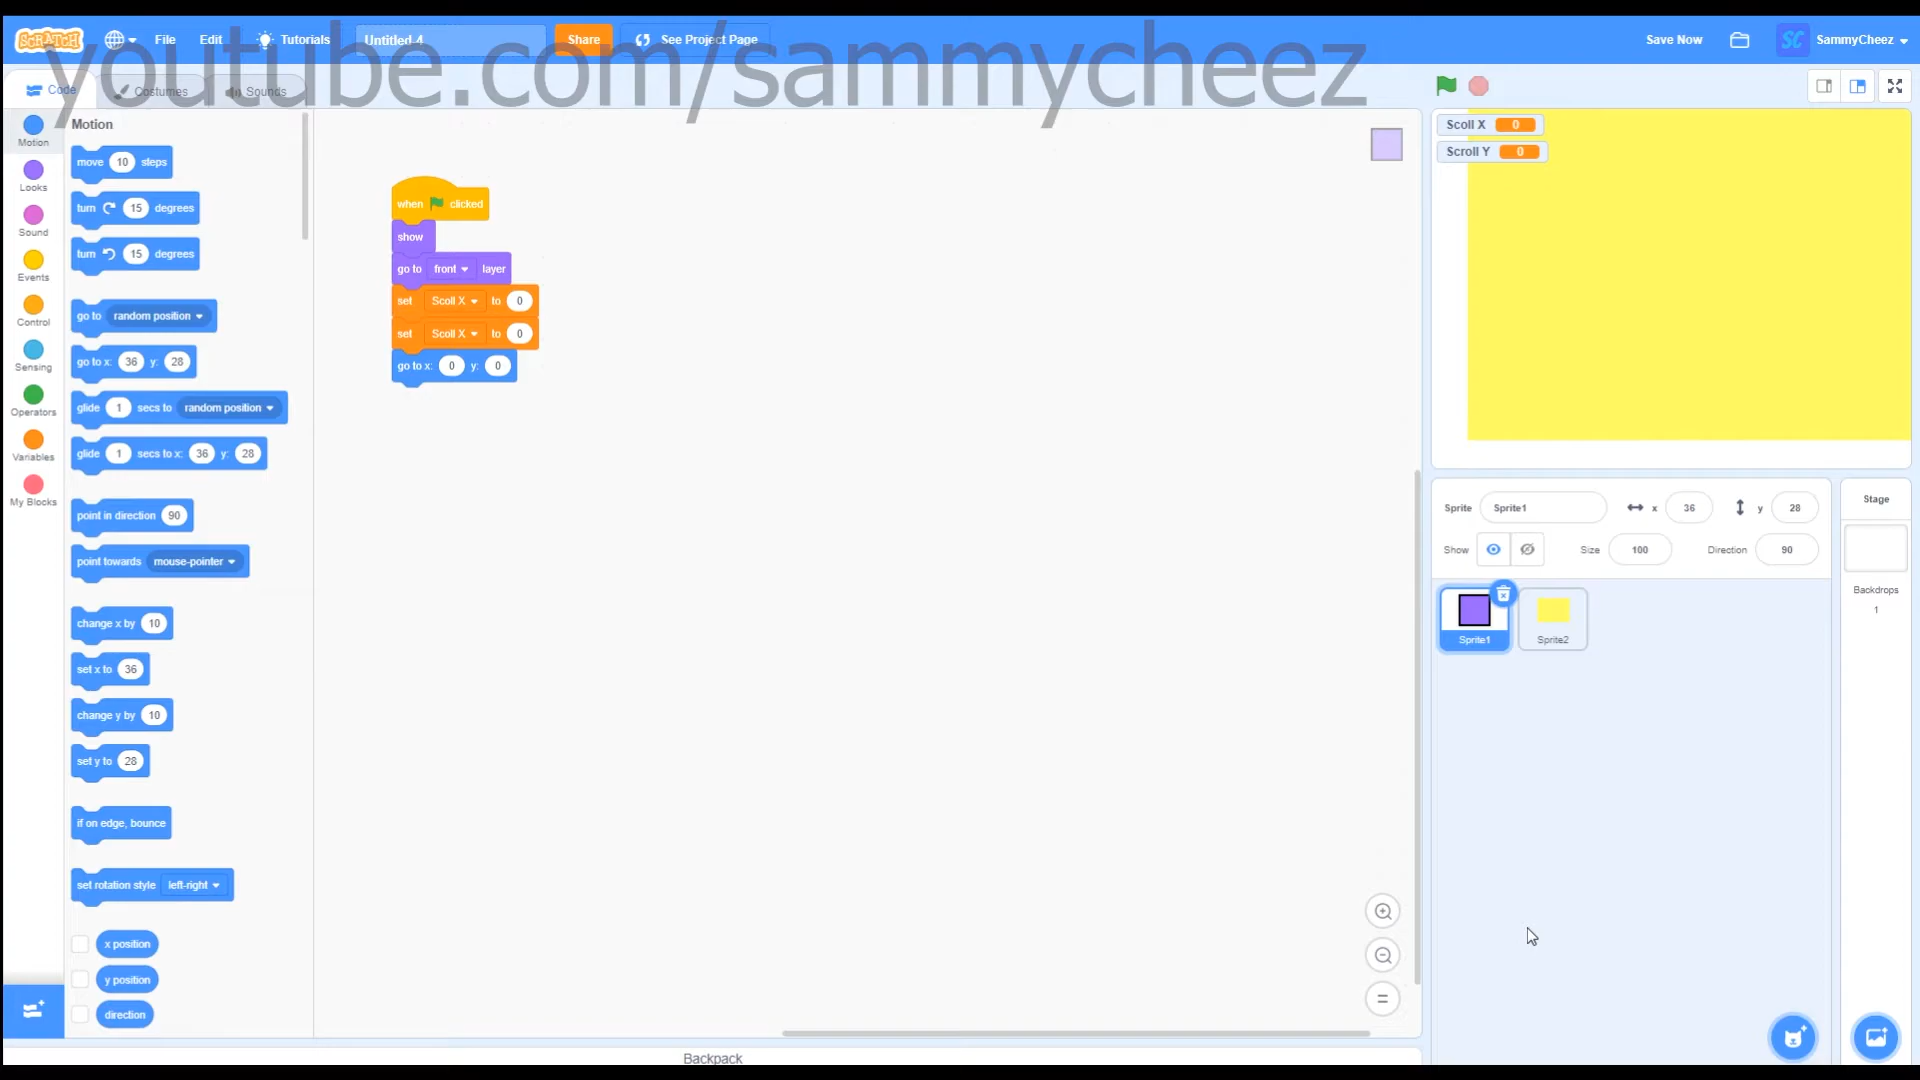 SCRATCH File Edit Tutorials Untitled-4 Share See Project Page Save Now SC SammyCheez
youtube.com/sammycheez
Code Costumes Sounds
Motion
Looks
Sound
Events
Control
Sensing
Operators
Variables
My Blocks
Motion
move 10 steps
turn 15 degrees
turn 15 degrees
go to random position
go to x: 36 y: 28
glide 1 secs to random position
glide 1 secs to x: 36 y: 28
point in direction 90
point towards mouse-pointer
change x by 10
set x to 36
change y by 10
set y to 28
if on edge, bounce
set rotation style left-right
x position
y position
direction
when clicked
show
go to front layer
set Scoll X to 0
set Scoll X to 0
go to x: 0 y: 0
Backpack
Scoll X 0
Scroll Y 0
Sprite Sprite1 x 36 y 28
Show Size 100 Direction 90
Sprite1 Sprite2
Stage
Backdrops
1